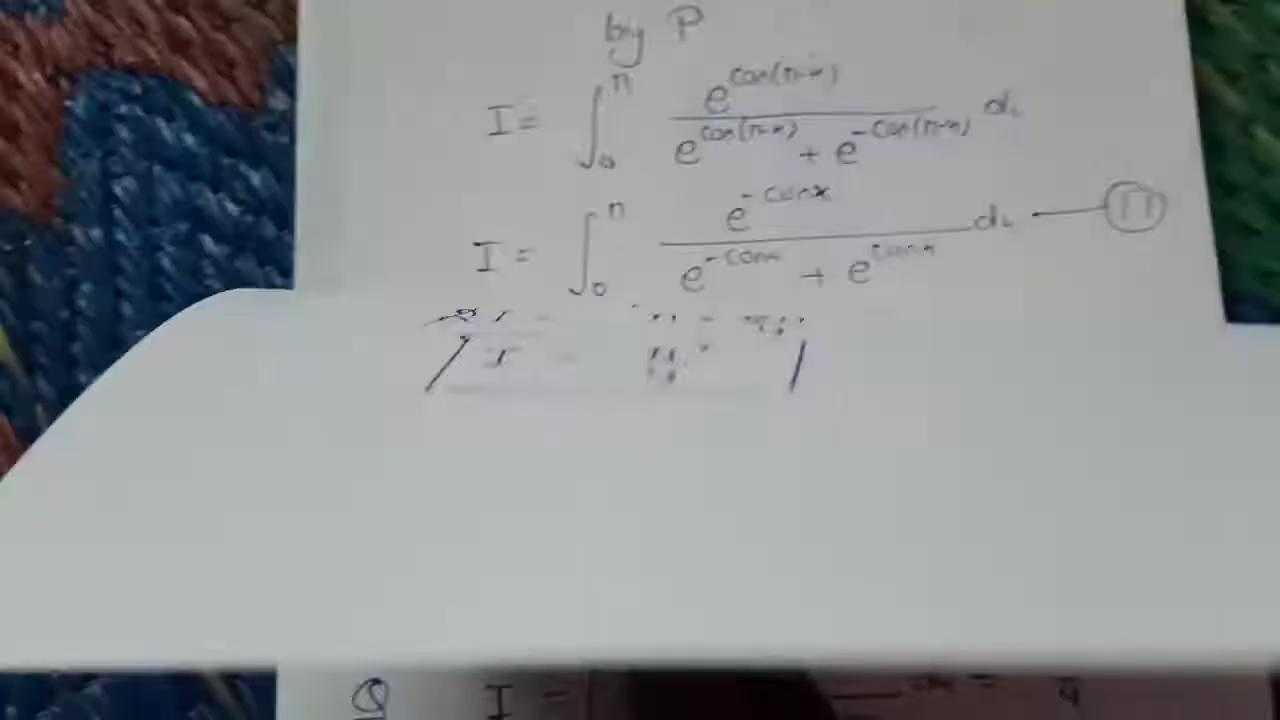 by P
I = ∫₀^π e^{cos(π-x)} / (e^{cos(π-x)} + e^{-cos(π-x)}) dx
I = ∫₀^π e^{-cosx} / (e^{-cosx} + e^{cosx}) dx — II
I =
Q I =